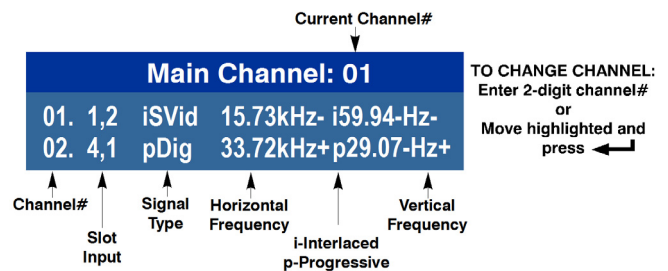 Current Channel#
Main Channel: 01
01. 1,2 iSVid 15.73kHz- i59.94-Hz-
02. 4,1 pDig 33.72kHz+ p29.07-Hz+
TO CHANGE CHANNEL:
Enter 2-digit channel#
or
Move highlighted and
press
Channel#
Slot
Input
Signal
Type
Horizontal
Frequency
i-Interlaced
p-Progressive
Vertical
Frequency